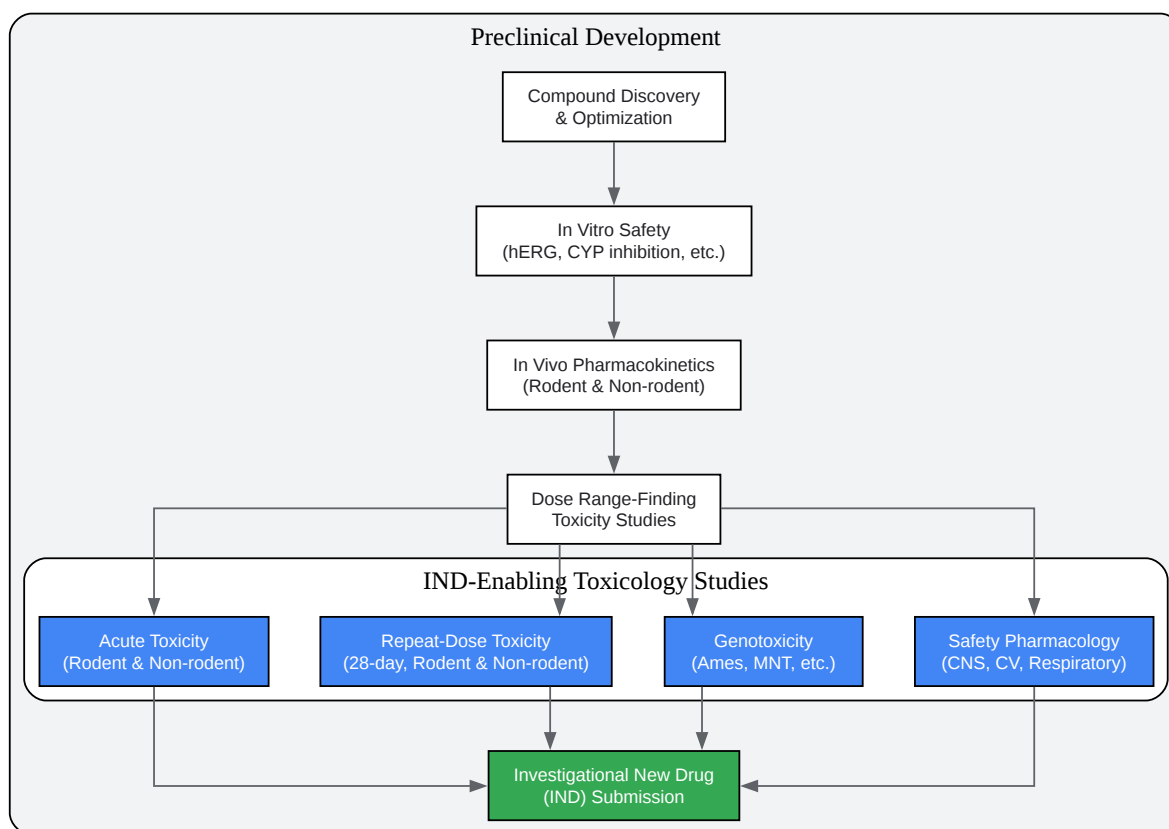 Preclinical Development
Compound Discovery
& Optimization
In Vitro Safety
(hERG, CYP inhibition, etc.)
In Vivo Pharmacokinetics
(Rodent & Non-rodent)
Dose Range-Finding
Toxicity Studies
IND-Enabling Toxicology Studies
Acute Toxicity
(Rodent & Non-rodent)
Repeat-Dose Toxicity
(28-day, Rodent & Non-rodent)
Genotoxicity
(Ames, MNT, etc.)
Safety Pharmacology
(CNS, CV, Respiratory)
Investigational New Drug
(IND) Submission